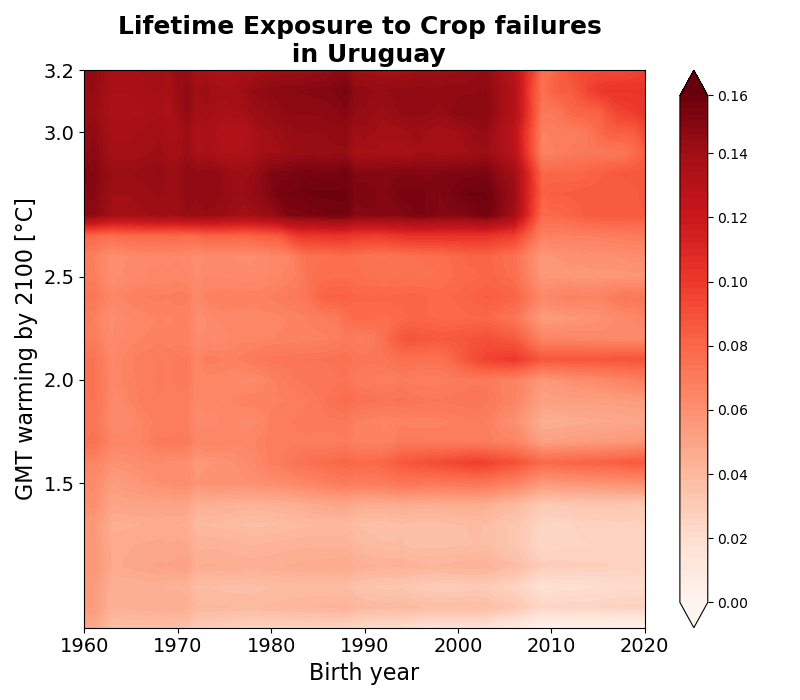 Lifetime Exposure to Crop failures
in Uruguay
3.2
3.0
2.5
2.0
1.5
GMT warming by 2100 [°C]
1960 1970 1980 1990 2000 2010 2020
Birth year
0.16
0.14
0.12
0.10
0.08
0.06
0.04
0.02
0.00